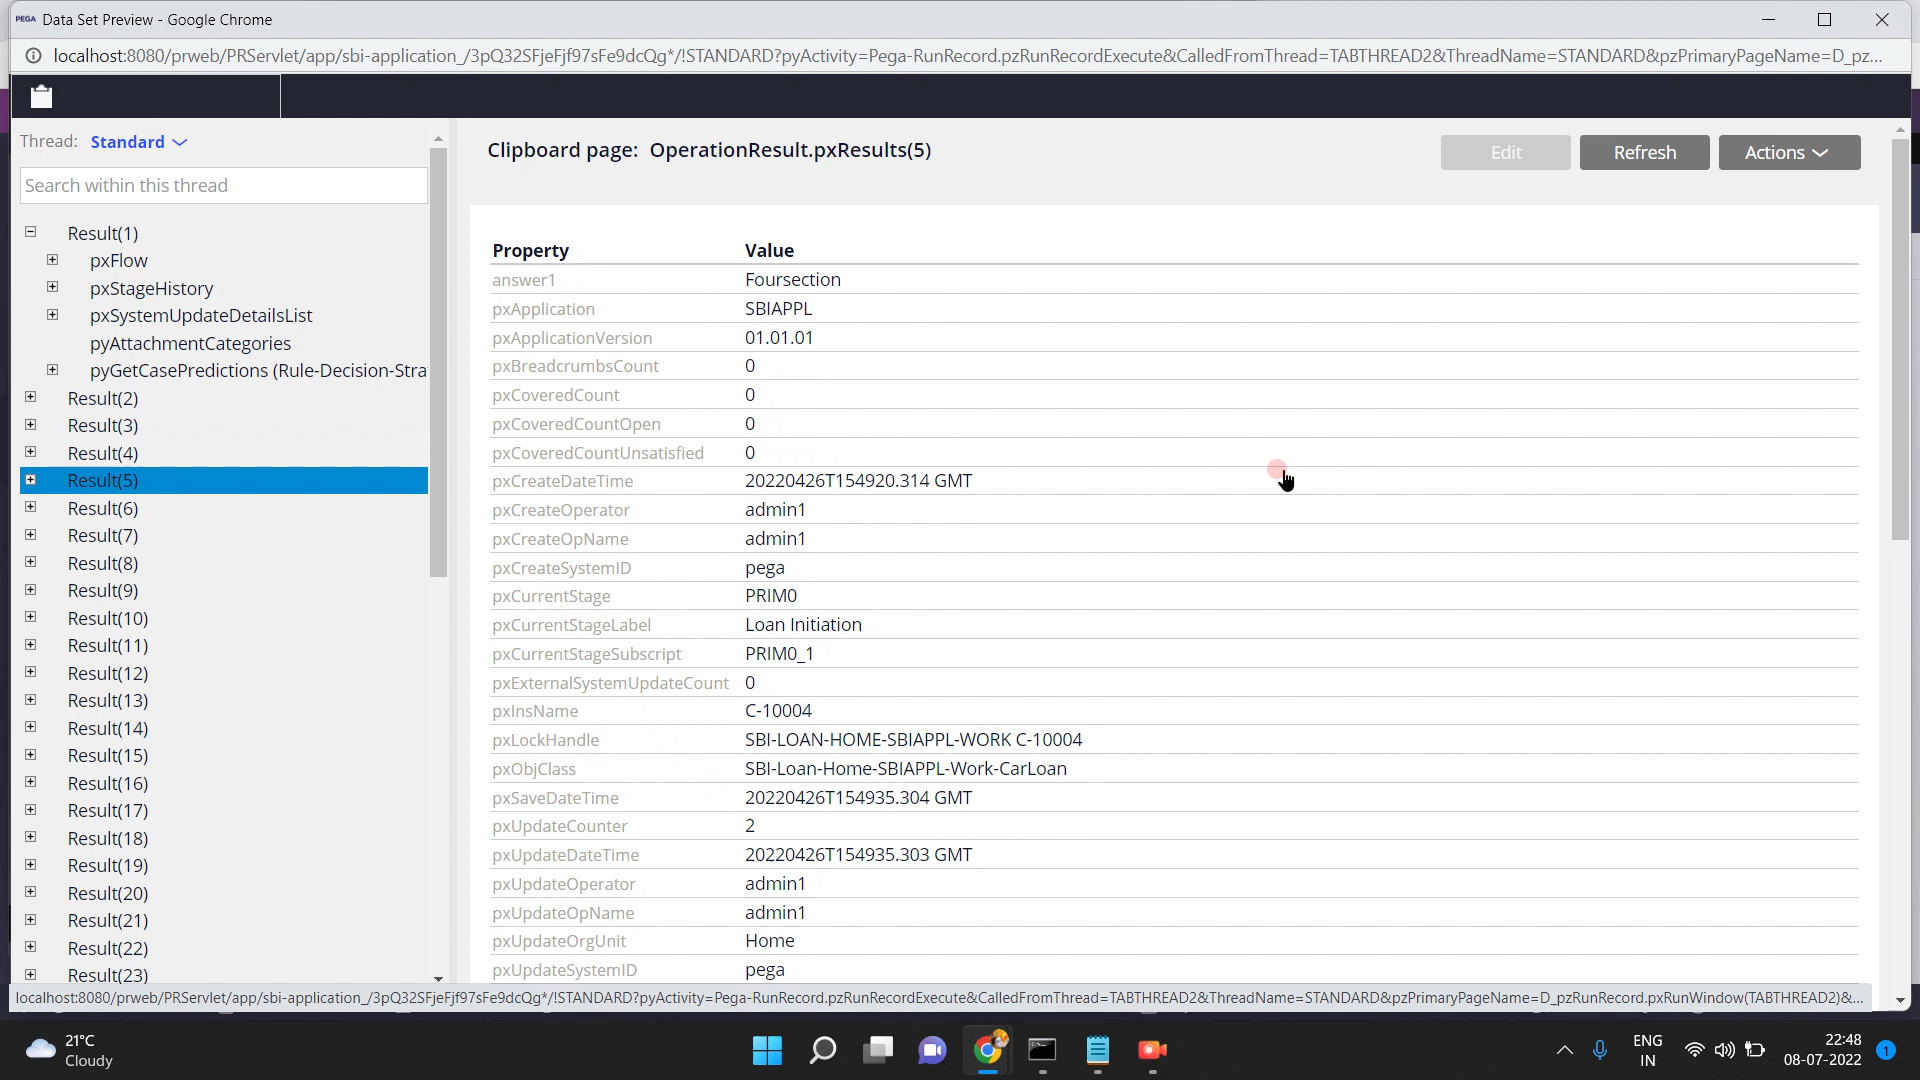 PEGA Data Set Preview - Google Chrome
localhost:8080/prweb/PRServlet/app/sbi-application_/3pQ32SFjeFjf97sFe9dcQg*/!STANDARD?pyActivity=Pega-RunRecord.pzRunRecordExecute&CalledFromThread=TABTHREAD2&ThreadName=STANDARD&pzPrimaryPageName=D_pz...
Thread: Standard
Search within this thread
Result(1)
pxFlow
pxStageHistory
pxSystemUpdateDetailsList
pyAttachmentCategories
pyGetCasePredictions (Rule-Decision-Stra
Result(2)
Result(3)
Result(4)
Result(5)
Result(6)
Result(7)
Result(8)
Result(9)
Result(10)
Result(11)
Result(12)
Result(13)
Result(14)
Result(15)
Result(16)
Result(17)
Result(18)
Result(19)
Result(20)
Result(21)
Result(22)
Result(23)
Clipboard page: OperationResult.pxResults(5)
Edit Refresh Actions
Property Value
answer1 Foursection
pxApplication SBIAPPL
pxApplicationVersion 01.01.01
pxBreadcrumbsCount 0
pxCoveredCount 0
pxCoveredCountOpen 0
pxCoveredCountUnsatisfied 0
pxCreateDateTime 20220426T154920.314 GMT
pxCreateOperator admin1
pxCreateOpName admin1
pxCreateSystemID pega
pxCurrentStage PRIM0
pxCurrentStageLabel Loan Initiation
pxCurrentStageSubscript PRIM0_1
pxExternalSystemUpdateCount 0
pxInsName C-10004
pxLockHandle SBI-LOAN-HOME-SBIAPPL-WORK C-10004
pxObjClass SBI-Loan-Home-SBIAPPL-Work-CarLoan
pxSaveDateTime 20220426T154935.304 GMT
pxUpdateCounter 2
pxUpdateDateTime 20220426T154935.303 GMT
pxUpdateOperator admin1
pxUpdateOpName admin1
pxUpdateOrgUnit Home
pxUpdateSystemID pega
localhost:8080/prweb/PRServlet/app/sbi-application_/3pQ32SFjeFjf97sFe9dcQg*/!STANDARD?pyActivity=Pega-RunRecord.pzRunRecordExecute&CalledFromThread=TABTHREAD2&ThreadName=STANDARD&pzPrimaryPageName=D_pzRunRecord.pxRunWindow(TABTHREAD2)&...
21°C
Cloudy
ENG
IN
22:48
08-07-2022
1